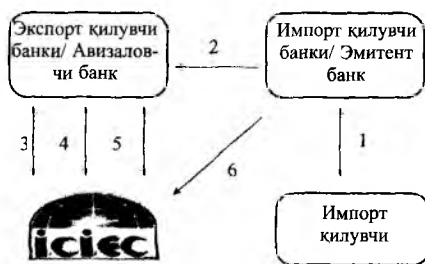 Экспорт қилувчи
банки/ Авизалов-
чи банк
Импорт қилувчи
банки/ Эмитент
банк
2
3
4
5
6
1
iciec
Импорт
қилувчи